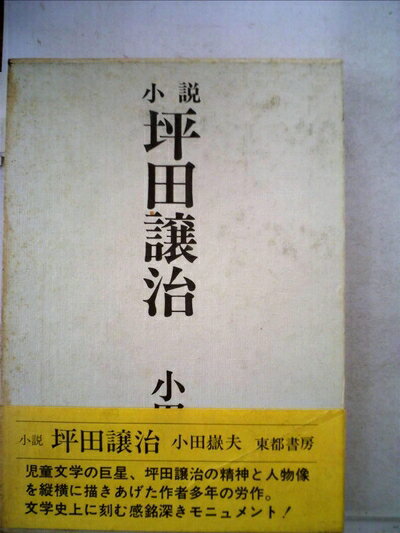 小説
坪田譲治
小田
小説 坪田譲治 小田嶽夫 東都書房
児童文学の巨星、坪田譲治の精神と人物像
を縦横に描きあげた作者多年の労作。
文学史上に刻む感銘深きモニュメント!